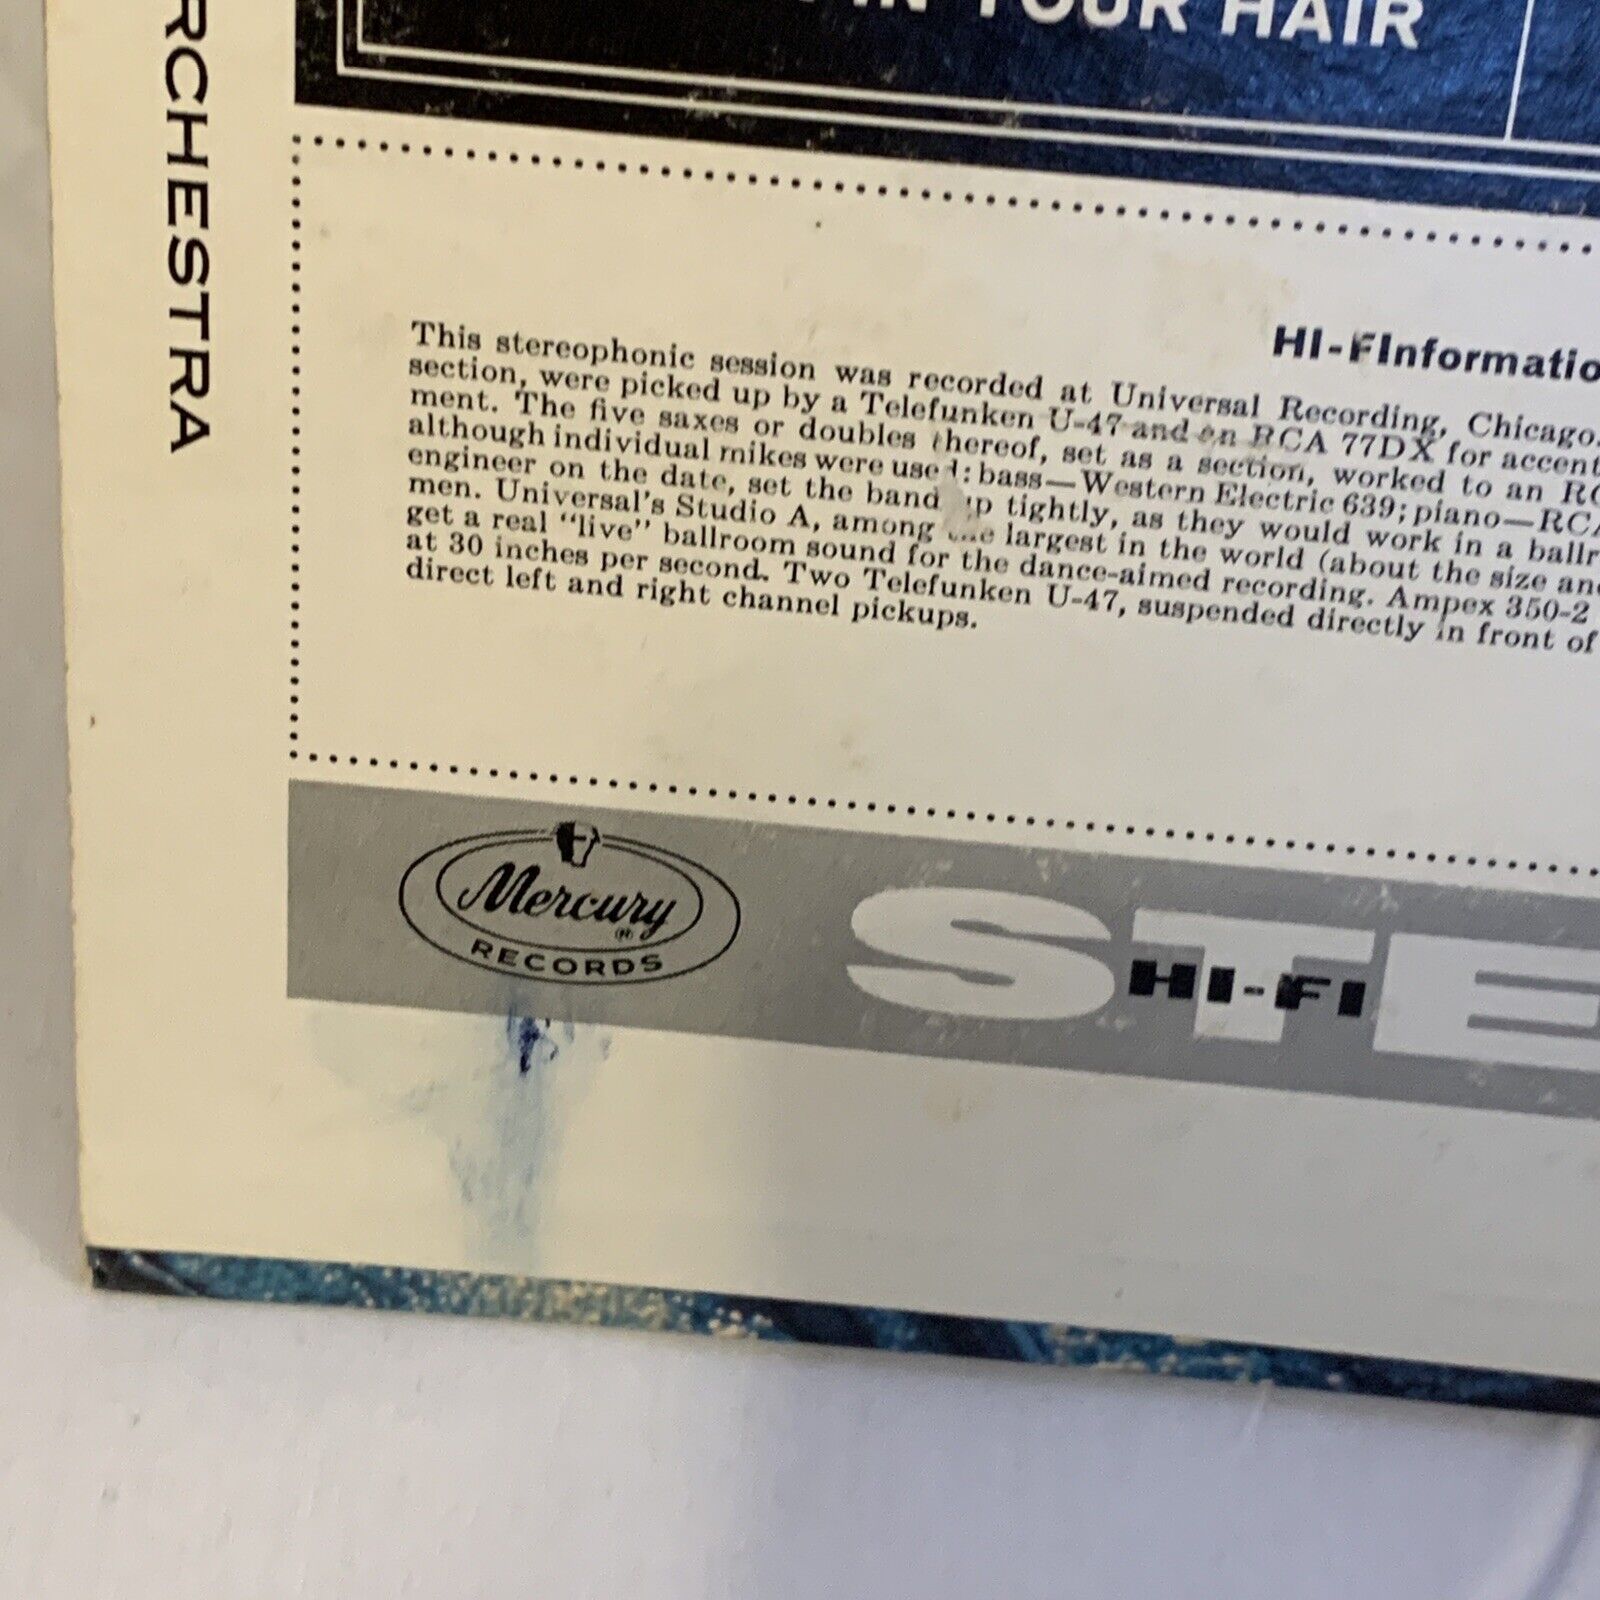 RCHESTRA
IN YOUR HAIR
HI-FInformatio
This stereophonic session was recorded at Universal Recording, Chicago.
section, were picked up by a Telefunken U-47 and an RCA 77DX for accent
ment. The five saxes or doubles thereof, set as a section, worked to an RC
although individual mikes were used: bass—Western Electric 639; piano—RCA
engineer on the date, set the band up tightly, as they would work in a ballr
men. Universal's Studio A, among the largest in the world (about the size an
get a real "live" ballroom sound for the dance-aimed recording. Ampex 350-2
at 30 inches per second. Two Telefunken U-47, suspended directly in front of
direct left and right channel pickups.
Mercury
®
RECORDS
STE
HI-FI